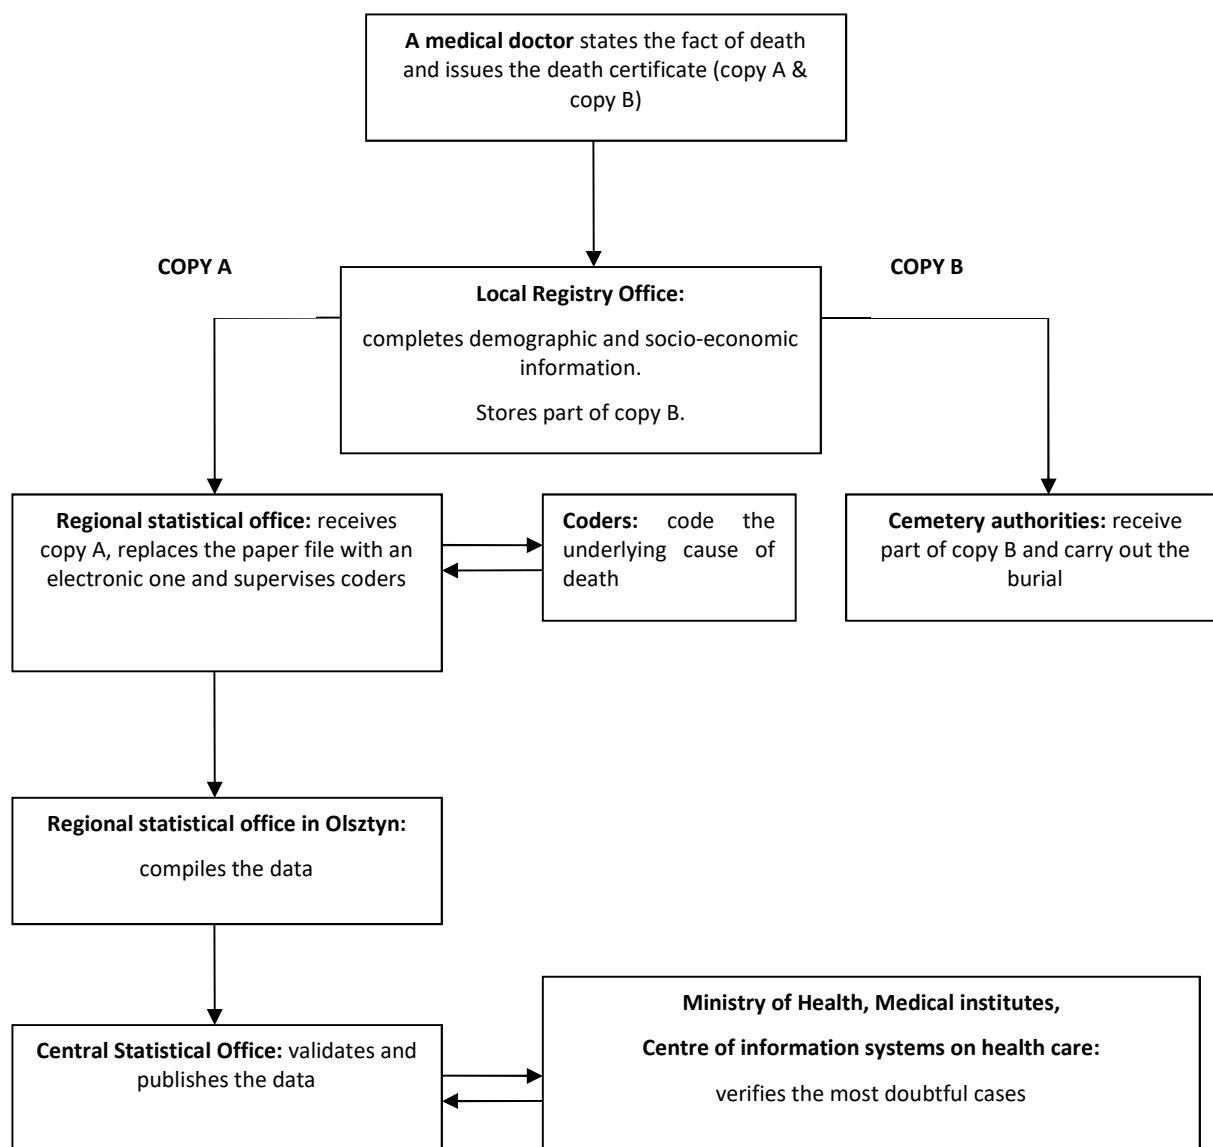 A medical doctor states the fact of death
and issues the death certificate (copy A &
copy B)
COPY A
COPY B
Local Registry Office:
completes demographic and socio-economic
information.
Stores part of copy B.
Regional statistical office: receives
copy A, replaces the paper file with an
electronic one and supervises coders
Coders: code the
underlying cause of
death
Cemetery authorities: receive
part of copy B and carry out the
burial
Regional statistical office in Olsztyn:
compiles the data
Central Statistical Office: validates and
publishes the data
Ministry of Health, Medical institutes,
Centre of information systems on health care:
verifies the most doubtful cases